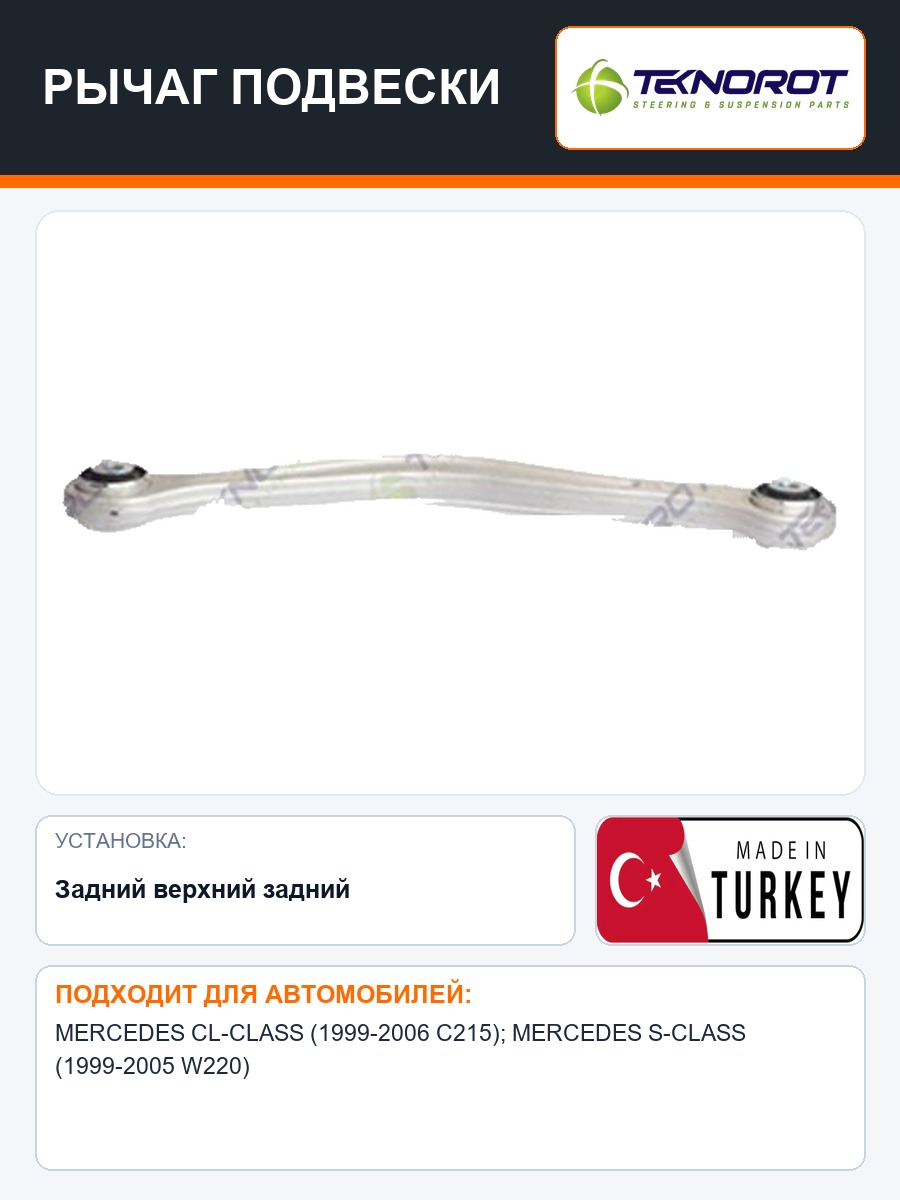 РЫЧАГ ПОДВЕСКИ
TEKNOROT
STEERING & SUSPENSION PARTS
УСТАНОВКА:
Задний верхний задний
MADE IN
TURKEY
ПОДХОДИТ ДЛЯ АВТОМОБИЛЕЙ:
MERCEDES CL-CLASS (1999-2006 C215); MERCEDES S-CLASS
(1999-2005 W220)